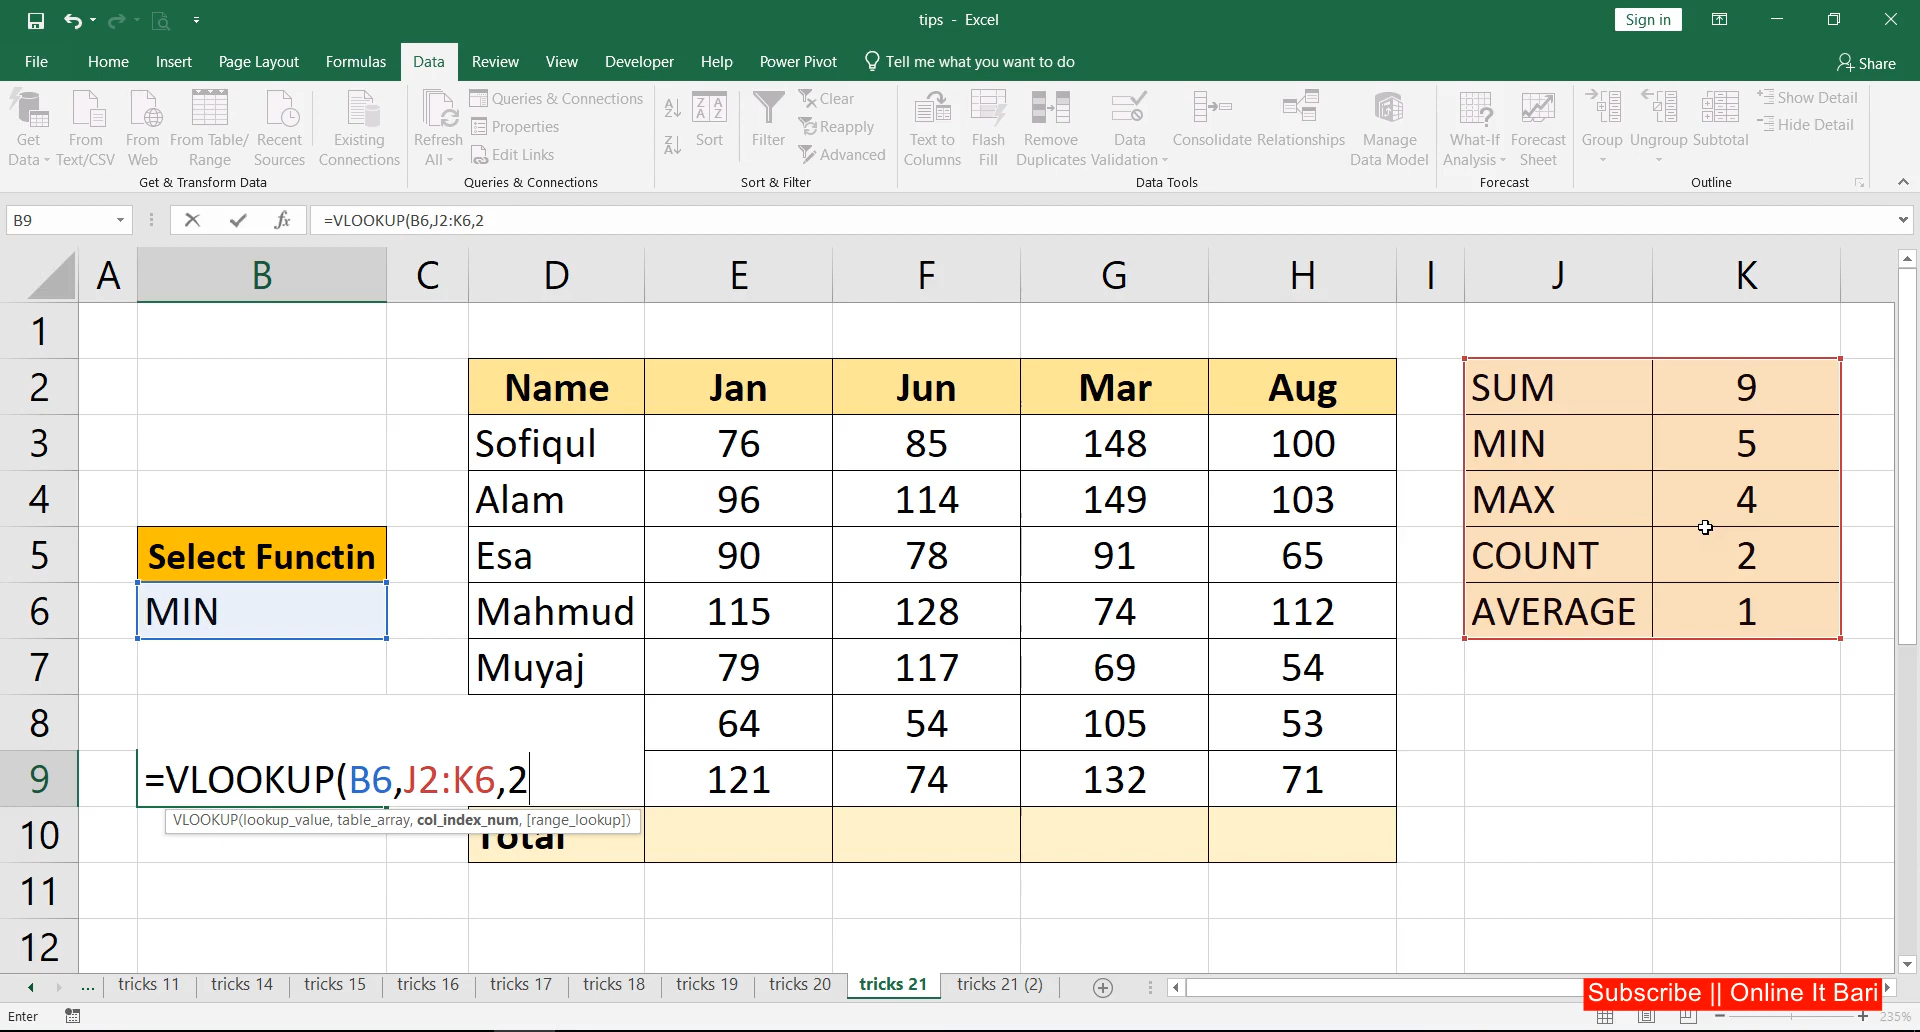 tips - Excel
Sign in
File Home Insert Page Layout Formulas Data Review View Developer Help Power Pivot Tell me what you want to do Share
Get Data
From Text/CSV
From Web
From Table/ Range
Recent Sources
Existing Connections
Get & Transform Data
Refresh All
Queries & Connections
Properties
Edit Links
Queries & Connections
Sort
Filter
Clear
Reapply
Advanced
Sort & Filter
Text to Columns
Flash Fill
Remove Duplicates
Data Validation
Consolidate
Relationships
Manage Data Model
Data Tools
What-If Analysis
Forecast Sheet
Forecast
Group
Ungroup
Subtotal
Show Detail
Hide Detail
Outline
B9 fx =VLOOKUP(B6,J2:K6,2
A B C D E F G H I J K
1
2 Name Jan Jun Mar Aug SUM 9
3 Sofiqul 76 85 148 100 MIN 5
4 Alam 96 114 149 103 MAX 4
5 Select Functin Esa 90 78 91 65 COUNT 2
6 MIN Mahmud 115 128 74 112 AVERAGE 1
7 Muyaj 79 117 69 54
8 64 54 105 53
9 =VLOOKUP(B6,J2:K6,2 121 74 132 71
VLOOKUP(lookup_value, table_array, col_index_num, [range_lookup])
10 Total
11
12
... tricks 11 tricks 14 tricks 15 tricks 16 tricks 17 tricks 18 tricks 19 tricks 20 tricks 21 tricks 21 (2)
Subscribe || Online It Bari
Enter 235%